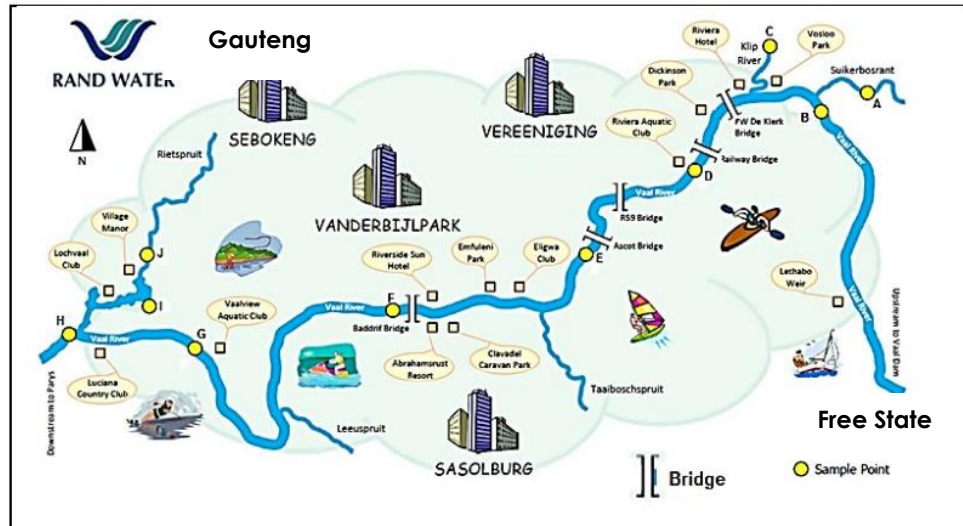 Gauteng
RAND WATER
N
SEBOKENG
VEREENIGING
VANDERBIJLPARK
SASOLBURG
Riviera
Hotel
C
Klip
River
Vosloo
Park
Suikerbosrant
A
B
Dickinson
Park
FW De Klerk
Bridge
Riviera Aquatic
Club
Railway Bridge
D
Vaal River
Vaal River
R59 Bridge
Ascot Bridge
E
Lethabo
Weir
Upstream to Vaal Dam
Rietspruit
Village
Manor
Lochvaal
Club
J
I
Riverside Sun
Hotel
Emfuleni
Park
Eligwa
Club
Vaal River
F
Baddrif Bridge
Abrahamsrust
Resort
Clavadel
Caravan Park
Taaiboschspruit
Vaalview
Aquatic Club
H
Vaal River
G
Luciana
Country Club
Downstream to Parys
Leeuspruit
Free State
Bridge
Sample Point